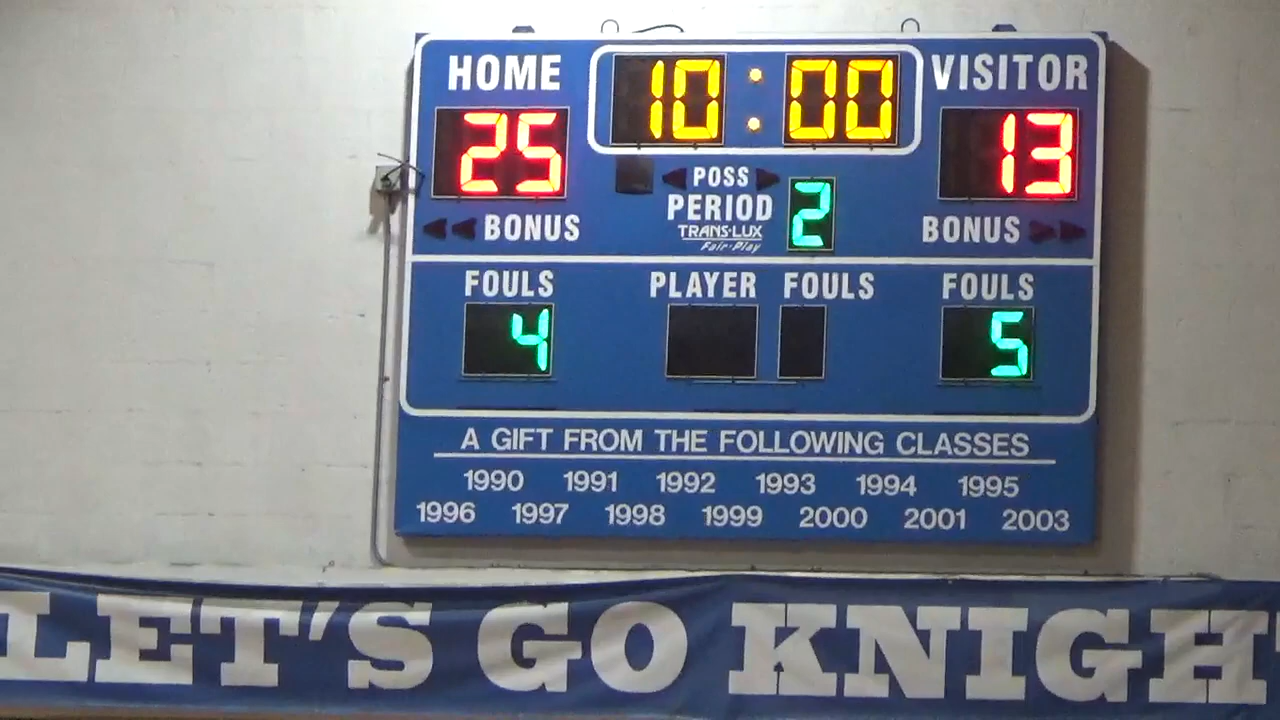 HOME 10:00 VISITOR
25 13
POSS
PERIOD 2
TRANS-LUX
Fair-Play
BONUS BONUS
FOULS PLAYER FOULS FOULS
4 5
A GIFT FROM THE FOLLOWING CLASSES
1990 1991 1992 1993 1994 1995
1996 1997 1998 1999 2000 2001 2003
LET'S GO KNIGH